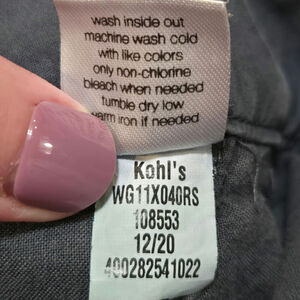 wash inside out
machine wash cold
with like colors
only non-chlorine
bleach when needed
tumble dry low
warm iron if needed
Kohl's
WG11X040RS
108553
12/20
400282541022